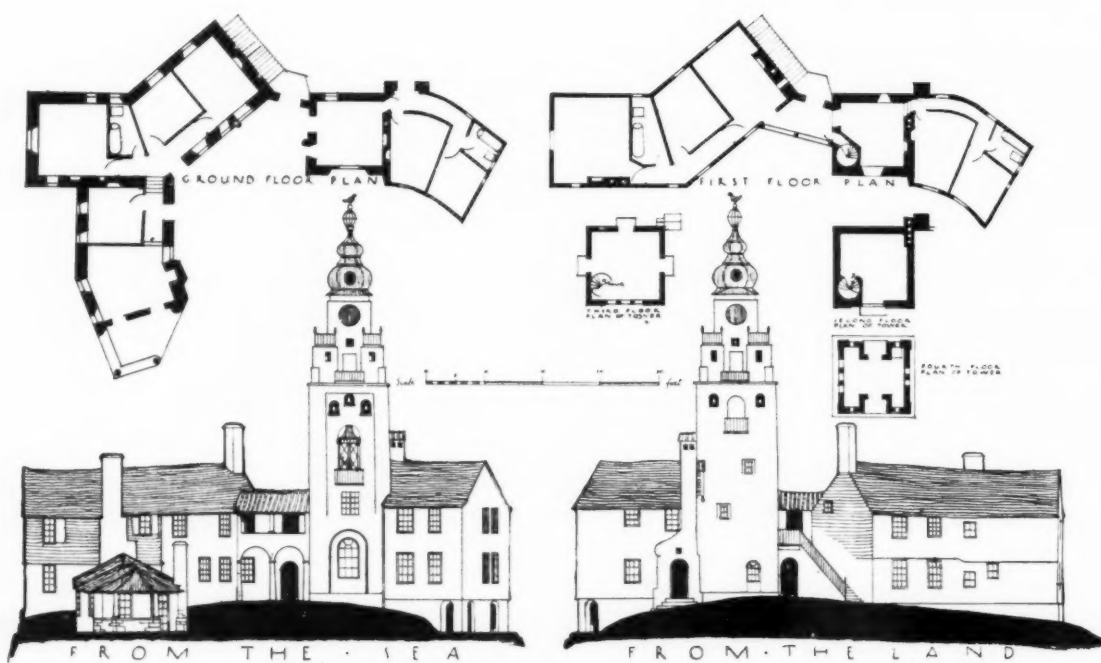 GROUND FLOOR PLAN
FIRST FLOOR PLAN
THIRD FLOOR
PLAN OF TOWER
SECOND FLOOR
PLAN OF TOWER
FOURTH FLOOR
PLAN OF TOWER
Scale feet
FROM THE · SEA
FROM · THE LAND